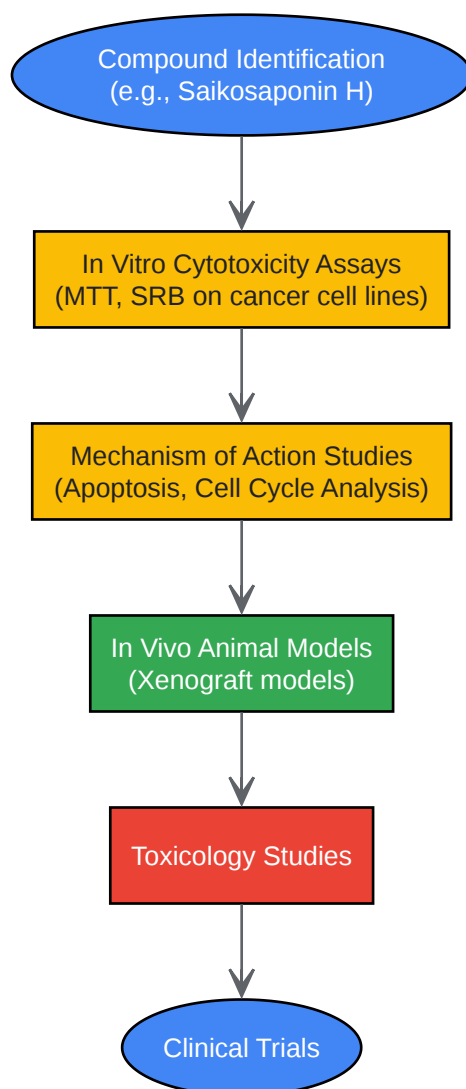 Compound Identification
(e.g., Saikosaponin H)
In Vitro Cytotoxicity Assays
(MTT, SRB on cancer cell lines)
Mechanism of Action Studies
(Apoptosis, Cell Cycle Analysis)
In Vivo Animal Models
(Xenograft models)
Toxicology Studies
Clinical Trials